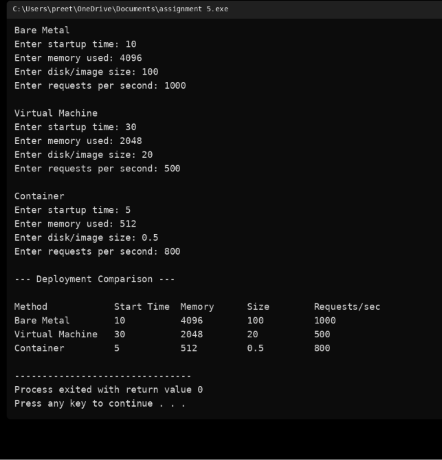 C:\Users\preet\OneDrive\Documents\assignment 5.exe
Bare Metal
Enter startup time: 10
Enter memory used: 4096
Enter disk/image size: 100
Enter requests per second: 1000
Virtual Machine
Enter startup time: 30
Enter memory used: 2048
Enter disk/image size: 20
Enter requests per second: 500
Container
Enter startup time: 5
Enter memory used: 512
Enter disk/image size: 0.5
Enter requests per second: 800
--- Deployment Comparison ---
Method Start Time Memory Size Requests/sec
Bare Metal 10 4096 100 1000
Virtual Machine 30 2048 20 500
Container 5 512 0.5 800
--------------------------------
Process exited with return value 0
Press any key to continue . . .